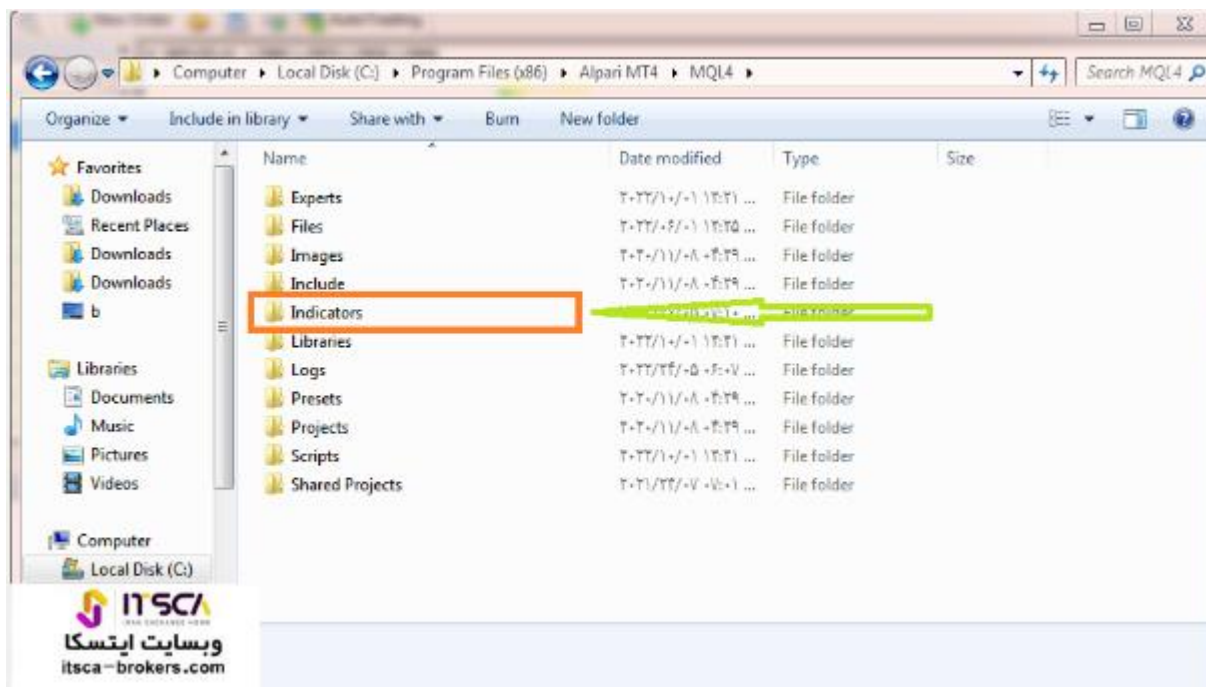 Computer ▸ Local Disk (C:) ▸ Program Files (x86) ▸ Alpari MT4 ▸ MQL4 ▸
Search MQL4
Organize Include in library Share with Burn New folder
Name Date modified Type Size
Favorites
Downloads
Recent Places
Downloads
Downloads
b
Libraries
Documents
Music
Pictures
Videos
Computer
Local Disk (C:)
Experts File folder
Files File folder
Images File folder
Include File folder
Indicators
Libraries File folder
Logs File folder
Presets File folder
Projects File folder
Scripts File folder
Shared Projects File folder
ITSCA
وبسایت ایتسکا
itsca-brokers.com